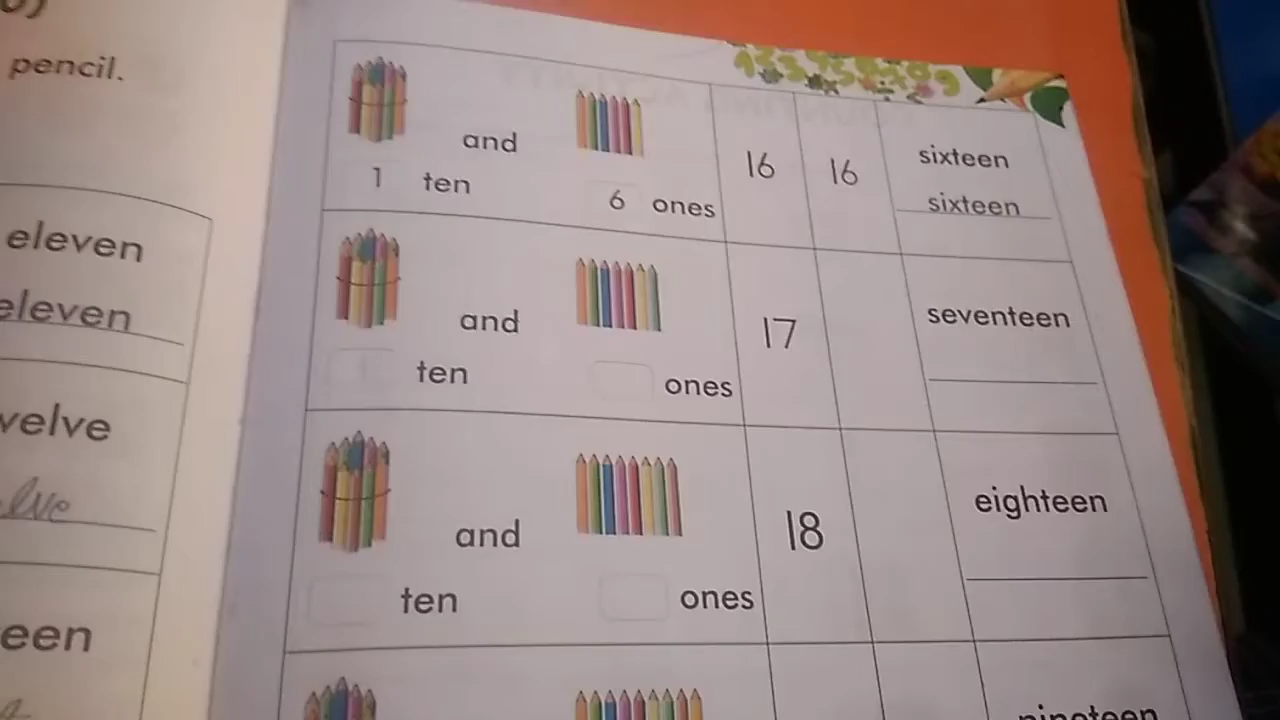 pencil.
eleven
eleven
een
and
1 ten
6 ones
16
16
sixteen
sixteen
and
ten
ones
17
seventeen
and
ten
ones
18
eighteen
nineteen